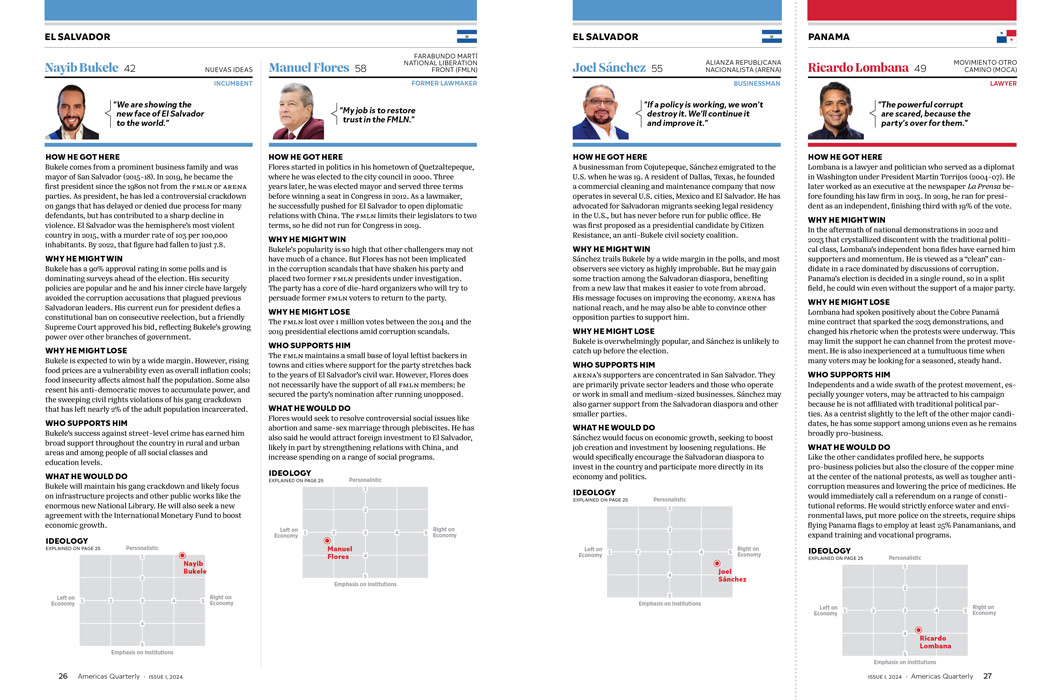 EL SALVADOR
Nayib Bukele 42
NUEVAS IDEAS
INCUMBENT
"We are showing the
new face of El Salvador
to the world."
HOW HE GOT HERE
Bukele comes from a prominent business family and was
mayor of San Salvador (2015-18). In 2019, he became the
first president since the 1980s not from the FMLN or ARENA
parties. As president, he has led a controversial crackdown
on gangs that has delayed or denied due process for many
defendants, but has contributed to a sharp decline in
violence. El Salvador was the hemisphere's most violent
country in 2015, with a murder rate of 103 per 100,000
inhabitants. By 2022, that figure had fallen to just 7.8.
WHY HE MIGHT WIN
Bukele has a 90% approval rating in some polls and is
dominating surveys ahead of the election. His security
policies are popular and he and his inner circle have largely
avoided the corruption accusations that plagued previous
Salvadoran leaders. His current run for president defies a
constitutional ban on consecutive reelection, but a friendly
Supreme Court approved his bid, reflecting Bukele's growing
power over other branches of government.
WHY HE MIGHT LOSE
Bukele is expected to win by a wide margin. However, rising
food prices are a vulnerability even as overall inflation cools;
food insecurity affects almost half the population. Some also
resent his anti-democratic moves to accumulate power, and
the sweeping civil rights violations of his gang crackdown
that has left nearly 2% of the adult population incarcerated.
WHO SUPPORTS HIM
Bukele's success against street-level crime has earned him
broad support throughout the country in rural and urban
areas and among people of all social classes and
education levels.
WHAT HE WOULD DO
Bukele will maintain his gang crackdown and likely focus
on infrastructure projects and other public works like the
enormous new National Library. He will also seek a new
agreement with the International Monetary Fund to boost
economic growth.
IDEOLOGY
EXPLAINED ON PAGE 25
Personalistic
Left on
Economy
Right on
Economy
Nayib
Bukele
Emphasis on Institutions
Manuel Flores 58
FARABUNDO MARTÍ
NATIONAL LIBERATION
FRONT (FMLN)
FORMER LAWMAKER
"My job is to restore
trust in the FMLN."
HOW HE GOT HERE
Flores started in politics in his hometown of Quetzaltepeque,
where he was elected to the city council in 2000. Three
years later, he was elected mayor and served three terms
before winning a seat in Congress in 2012. As a lawmaker,
he successfully pushed for El Salvador to open diplomatic
relations with China. The FMLN limits their legislators to two
terms, so he did not run for Congress in 2019.
WHY HE MIGHT WIN
Bukele's popularity is so high that other challengers may not
have much of a chance. But Flores has not been implicated
in the corruption scandals that have shaken his party and
placed two former FMLN presidents under investigation.
The party has a core of die-hard organizers who will try to
persuade former FMLN voters to return to the party.
WHY HE MIGHT LOSE
The FMLN lost over 1 million votes between the 2014 and the
2019 presidential elections amid corruption scandals.
WHO SUPPORTS HIM
The FMLN maintains a small base of loyal leftist backers in
towns and cities where support for the party stretches back
to the years of El Salvador's civil war. However, Flores does
not necessarily have the support of all FMLN members; he
secured the party's nomination after running unopposed.
WHAT HE WOULD DO
Flores would seek to resolve controversial social issues like
abortion and same-sex marriage through plebiscites. He has
also said he would attract foreign investment to El Salvador,
likely in part by strengthening relations with China, and
increase spending on a range of social programs.
IDEOLOGY
EXPLAINED ON PAGE 25
Personalistic
Left on
Economy
Right on
Economy
Manuel
Flores
Emphasis on Institutions
26 Americas Quarterly · ISSUE 1, 2024
EL SALVADOR
Joel Sánchez 55
ALIANZA REPUBLICANA
NACIONALISTA (ARENA)
BUSINESSMAN
"If a policy is working, we won't
destroy it. We'll continue it
and improve it."
HOW HE GOT HERE
A businessman from Cojutepeque, Sánchez emigrated to the
U.S. when he was 19. A resident of Dallas, Texas, he founded
a commercial cleaning and maintenance company that now
operates in several U.S. cities, Mexico and El Salvador. He has
advocated for Salvadoran migrants seeking legal residency
in the U.S., but has never before run for public office. He
was first proposed as a presidential candidate by Citizen
Resistance, an anti-Bukele civil society coalition.
WHY HE MIGHT WIN
Sánchez trails Bukele by a wide margin in the polls, and most
observers see victory as highly improbable. But he may gain
some traction among the Salvadoran diaspora, benefiting
from a new law that makes it easier to vote from abroad.
His message focuses on improving the economy. ARENA has
national reach, and he may also be able to convince other
opposition parties to support him.
WHY HE MIGHT LOSE
Bukele is overwhelmingly popular, and Sánchez is unlikely to
catch up before the election.
WHO SUPPORTS HIM
ARENA's supporters are concentrated in San Salvador. They
are primarily private sector leaders and those who operate
or work in small and medium-sized businesses. Sánchez may
also garner support from the Salvadoran diaspora and other
smaller parties.
WHAT HE WOULD DO
Sánchez would focus on economic growth, seeking to boost
job creation and investment by loosening regulations. He
would specifically encourage the Salvadoran diaspora to
invest in the country and participate more directly in its
economy and politics.
IDEOLOGY
EXPLAINED ON PAGE 25
Personalistic
Left on
Economy
Right on
Economy
Joel
Sánchez
Emphasis on Institutions
PANAMA
Ricardo Lombana 49
MOVIMIENTO OTRO
CAMINO (MOCA)
LAWYER
"The powerful corrupt
are scared, because the
party's over for them."
HOW HE GOT HERE
Lombana is a lawyer and politician who served as a diplomat
in Washington under President Martín Torrijos (2004-07). He
later worked as an executive at the newspaper La Prensa be-
fore founding his law firm in 2015. In 2019, he ran for presi-
dent as an independent, finishing third with 19% of the vote.
WHY HE MIGHT WIN
In the aftermath of national demonstrations in 2022 and
2023 that crystallized discontent with the traditional politi-
cal class, Lombana's independent bona fides have earned him
supporters and momentum. He is viewed as a "clean" can-
didate in a race dominated by discussions of corruption.
Panama's election is decided in a single round, so in a split
field, he could win even without the support of a major party.
WHY HE MIGHT LOSE
Lombana had spoken positively about the Cobre Panamá
mine contract that sparked the 2023 demonstrations, and
changed his rhetoric when the protests were underway. This
may limit the support he can channel from the protest move-
ment. He is also inexperienced at a tumultuous time when
many voters may be looking for a seasoned, steady hand.
WHO SUPPORTS HIM
Independents and a wide swath of the protest movement, es-
pecially younger voters, may be attracted to his campaign
because he is not affiliated with traditional political par-
ties. As a centrist slightly to the left of the other major candi-
dates, he has some support among unions even as he remains
broadly pro-business.
WHAT HE WOULD DO
Like the other candidates profiled here, he supports
pro-business policies but also the closure of the copper mine
at the center of the national protests, as well as tougher anti-
corruption measures and lowering the price of medicines. He
would immediately call a referendum on a range of consti-
tutional reforms. He would strictly enforce water and envi-
ronmental laws, put more police on the streets, require ships
flying Panama flags to employ at least 25% Panamanians, and
expand training and vocational programs.
IDEOLOGY
EXPLAINED ON PAGE 25
Personalistic
Left on
Economy
Right on
Economy
Ricardo
Lombana
Emphasis on Institutions
ISSUE 1, 2024 · Americas Quarterly 27